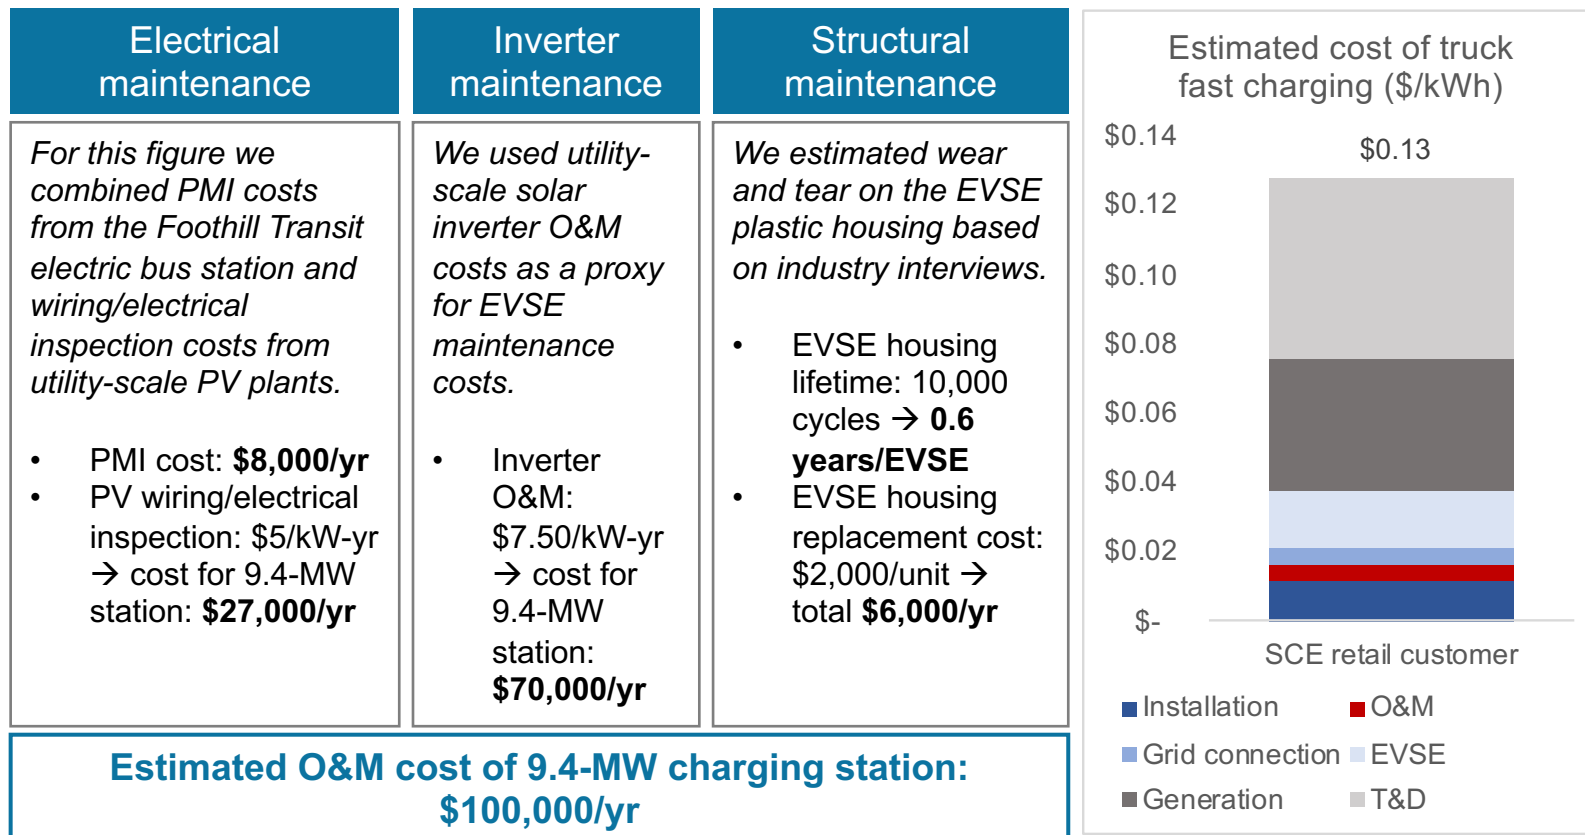 Electrical
maintenance
For this figure we
combined PMI costs
from the Foothill Transit
electric bus station and
wiring/electrical
inspection costs from
utility-scale PV plants.
• PMI cost: $8,000/yr
• PV wiring/electrical
inspection: $5/kW-yr
→ cost for 9.4-MW
station: $27,000/yr
Inverter
maintenance
We used utility-
scale solar
inverter O&M
costs as a proxy
for EVSE
maintenance
costs.
• Inverter
O&M:
$7.50/kW-yr
→ cost for
9.4-MW
station:
$70,000/yr
Structural
maintenance
We estimated wear
and tear on the EVSE
plastic housing based
on industry interviews.
• EVSE housing
lifetime: 10,000
cycles → 0.6
years/EVSE
• EVSE housing
replacement cost:
$2,000/unit →
total $6,000/yr
Estimated O&M cost of 9.4-MW charging station:
$100,000/yr
Estimated cost of truck
fast charging ($/kWh)
$0.14
$0.13
$0.12
$0.10
$0.08
$0.06
$0.04
$0.02
$-
SCE retail customer
Installation O&M
Grid connection EVSE
Generation T&D